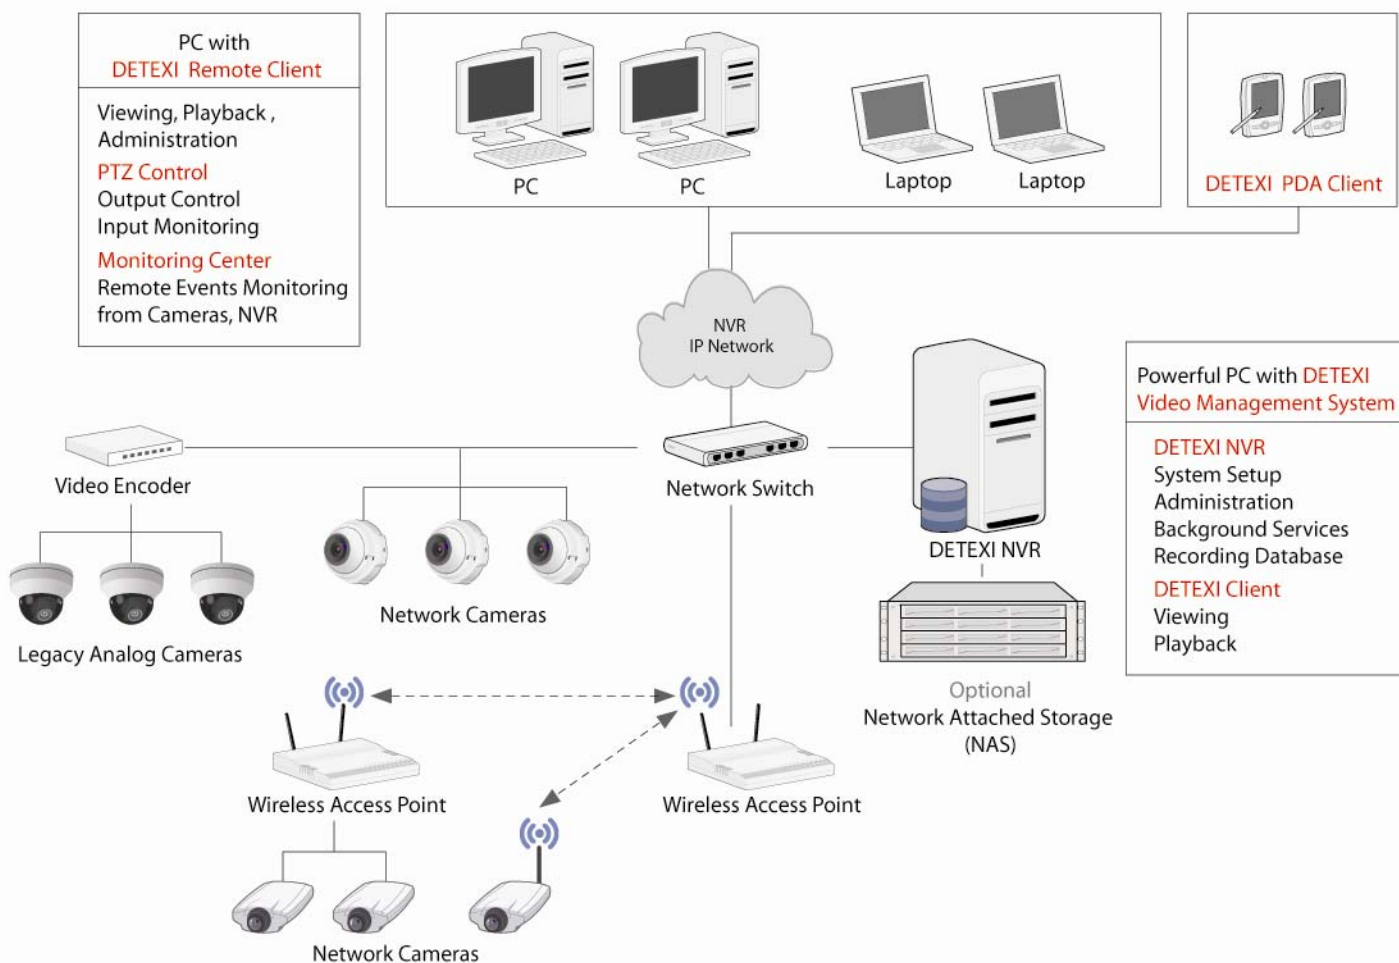 PC with
DETEXI Remote Client
Viewing, Playback ,
Administration
PTZ Control
Output Control
Input Monitoring
Monitoring Center
Remote Events Monitoring
from Cameras, NVR
PC
PC
Laptop
Laptop
DETEXI PDA Client
NVR
IP Network
Powerful PC with DETEXI
Video Management System
DETEXI NVR
System Setup
Administration
Background Services
Recording Database
DETEXI Client
Viewing
Playback
Video Encoder
Network Switch
DETEXI NVR
Legacy Analog Cameras
Network Cameras
Optional
Network Attached Storage
(NAS)
Wireless Access Point
Wireless Access Point
Network Cameras